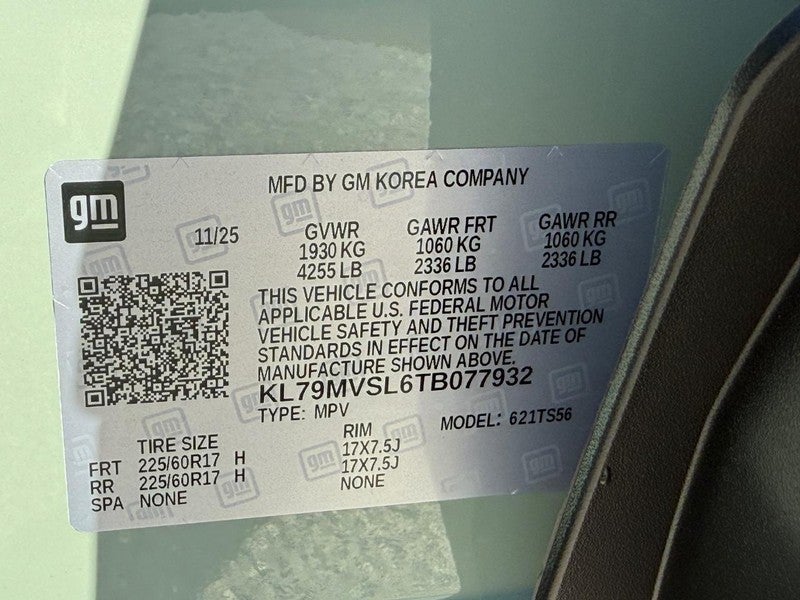 gm
MFD BY GM KOREA COMPANY
11/25
GVWR GAWR FRT GAWR RR
1930 KG 1060 KG 1060 KG
4255 LB 2336 LB 2336 LB
THIS VEHICLE CONFORMS TO ALL
APPLICABLE U.S. FEDERAL MOTOR
VEHICLE SAFETY AND THEFT PREVENTION
STANDARDS IN EFFECT ON THE DATE OF
MANUFACTURE SHOWN ABOVE.
KL79MVSL6TB077932
TYPE: MPV MODEL: 621TS56
TIRE SIZE RIM
FRT 225/60R17 H 17X7.5J
RR 225/60R17 H 17X7.5J
SPA NONE NONE